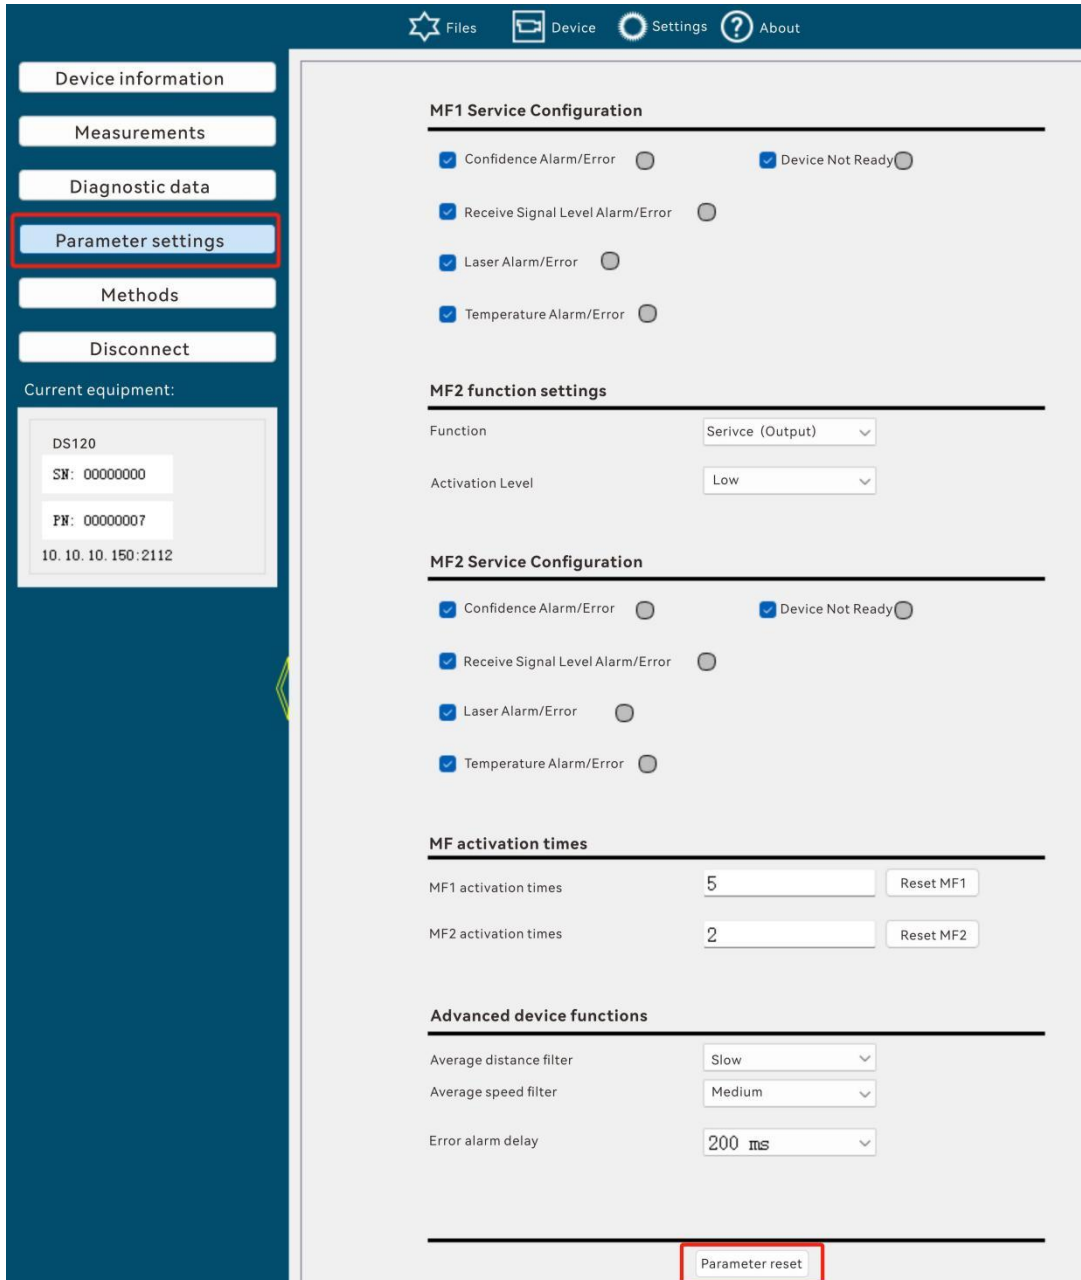 Files Device Settings ? About
Device information
Measurements
Diagnostic data
Parameter settings
Methods
Disconnect
Current equipment:
DS120
SN: 00000000
PN: 00000007
10.10.10.150:2112
MF1 Service Configuration
Confidence Alarm/Error Device Not Ready
Receive Signal Level Alarm/Error
Laser Alarm/Error
Temperature Alarm/Error
MF2 function settings
Function Serivce (Output)
Activation Level Low
MF2 Service Configuration
Confidence Alarm/Error Device Not Ready
Receive Signal Level Alarm/Error
Laser Alarm/Error
Temperature Alarm/Error
MF activation times
MF1 activation times 5 Reset MF1
MF2 activation times 2 Reset MF2
Advanced device functions
Average distance filter Slow
Average speed filter Medium
Error alarm delay 200 ms
Parameter reset